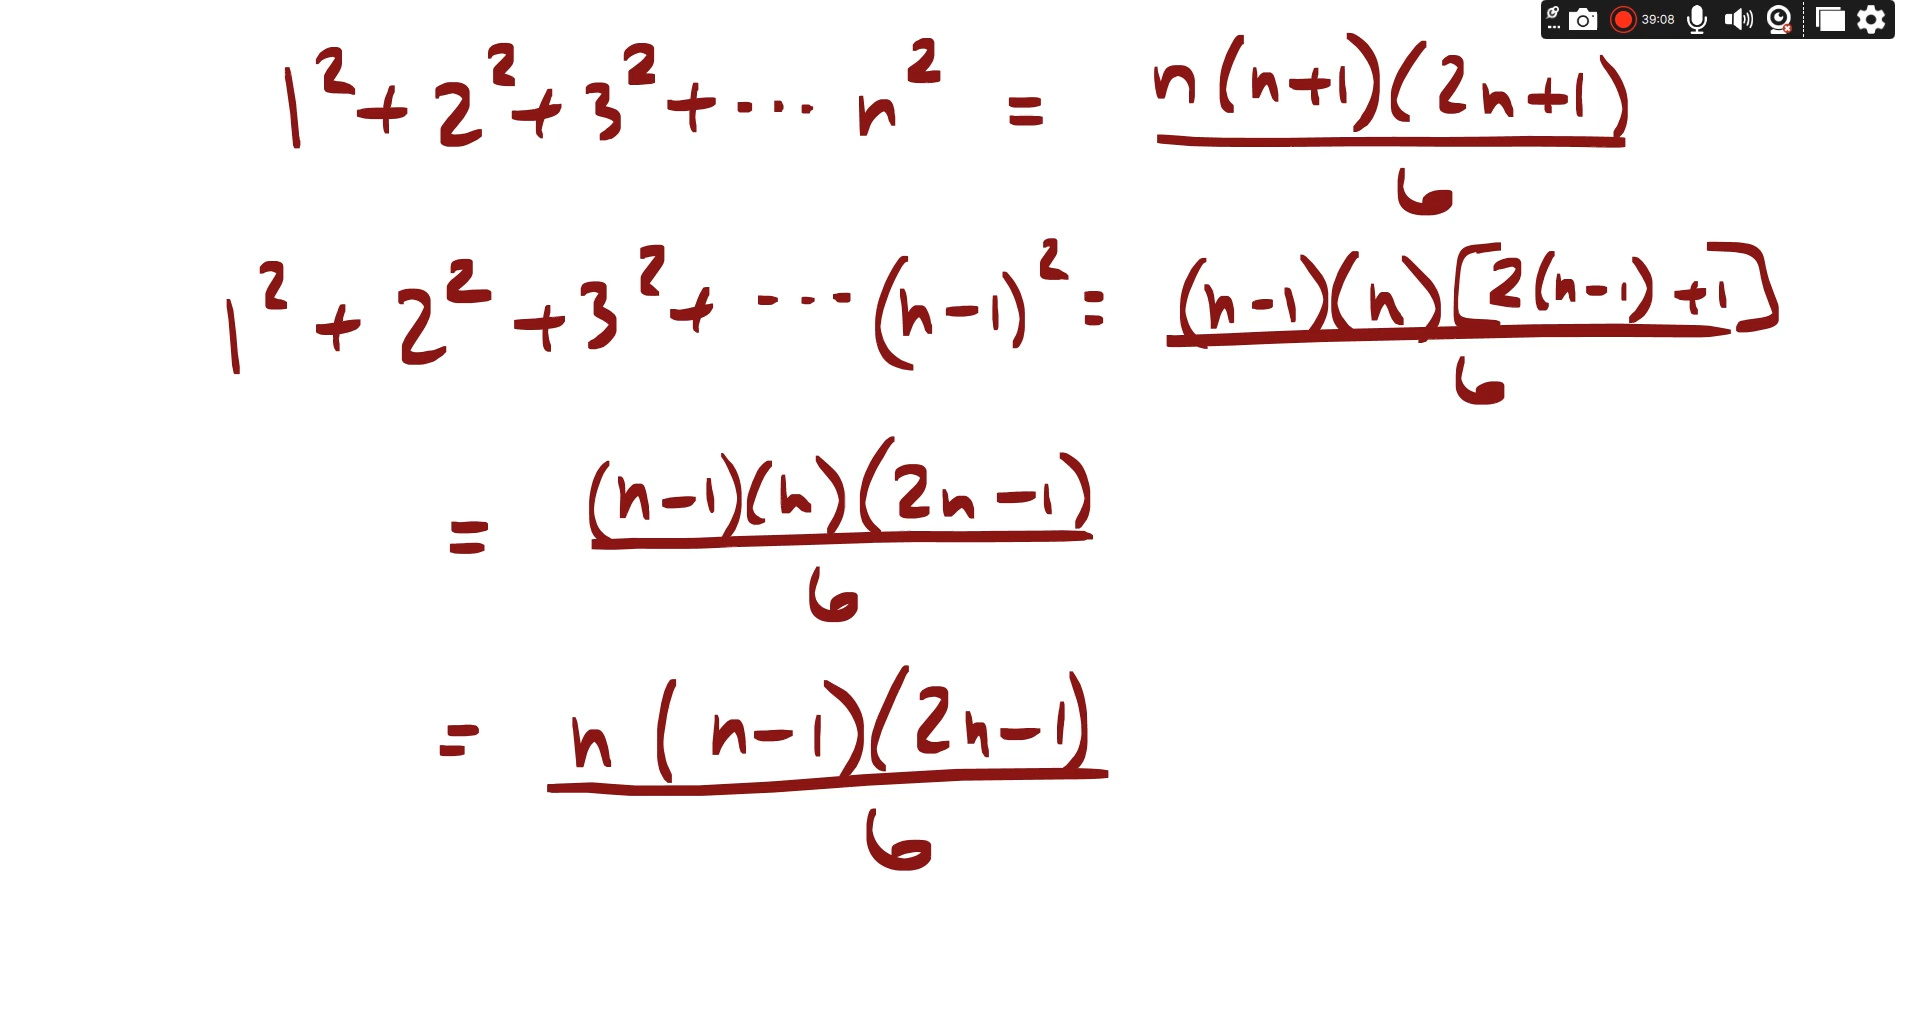 39:08
1² + 2² + 3² + ... n² = n(n+1)(2n+1) / 6
1² + 2² + 3² + ... (n-1)² = (n-1)(n)[2(n-1)+1] / 6
= (n-1)(n)(2n-1) / 6
= n(n-1)(2n-1) / 6